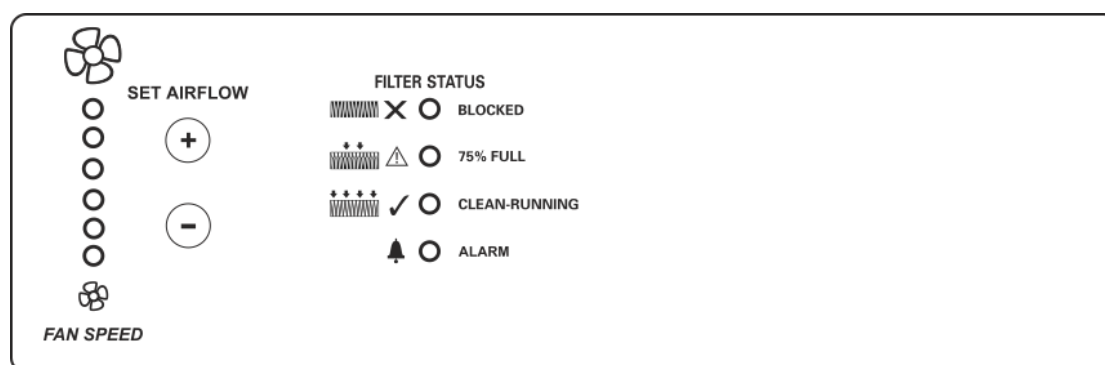 SET AIRFLOW
+
-
FAN SPEED
FILTER STATUS
BLOCKED
75% FULL
CLEAN-RUNNING
ALARM